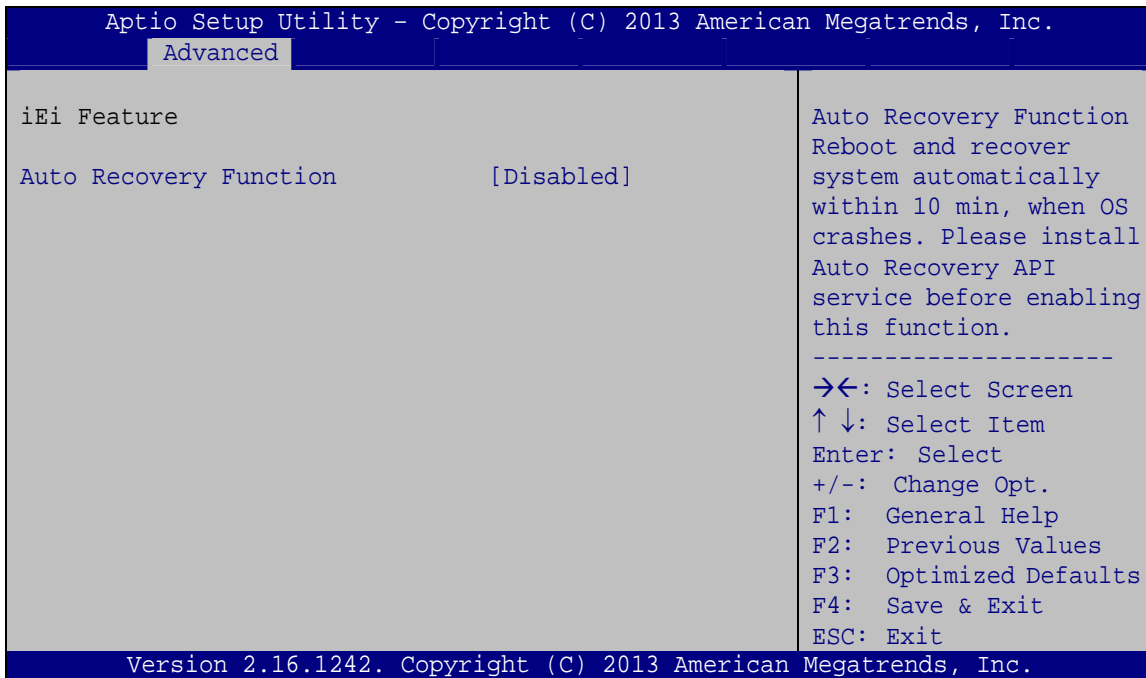 Aptio Setup Utility – Copyright (C) 2013 American Megatrends, Inc.
Advanced
iEi Feature
Auto Recovery Function [Disabled]
Auto Recovery Function
Reboot and recover
system automatically
within 10 min, when OS
crashes. Please install
Auto Recovery API
service before enabling
this function.
---------------------
→←: Select Screen
↑ ↓: Select Item
Enter: Select
+/-: Change Opt.
F1: General Help
F2: Previous Values
F3: Optimized Defaults
F4: Save & Exit
ESC: Exit
Version 2.16.1242. Copyright (C) 2013 American Megatrends, Inc.